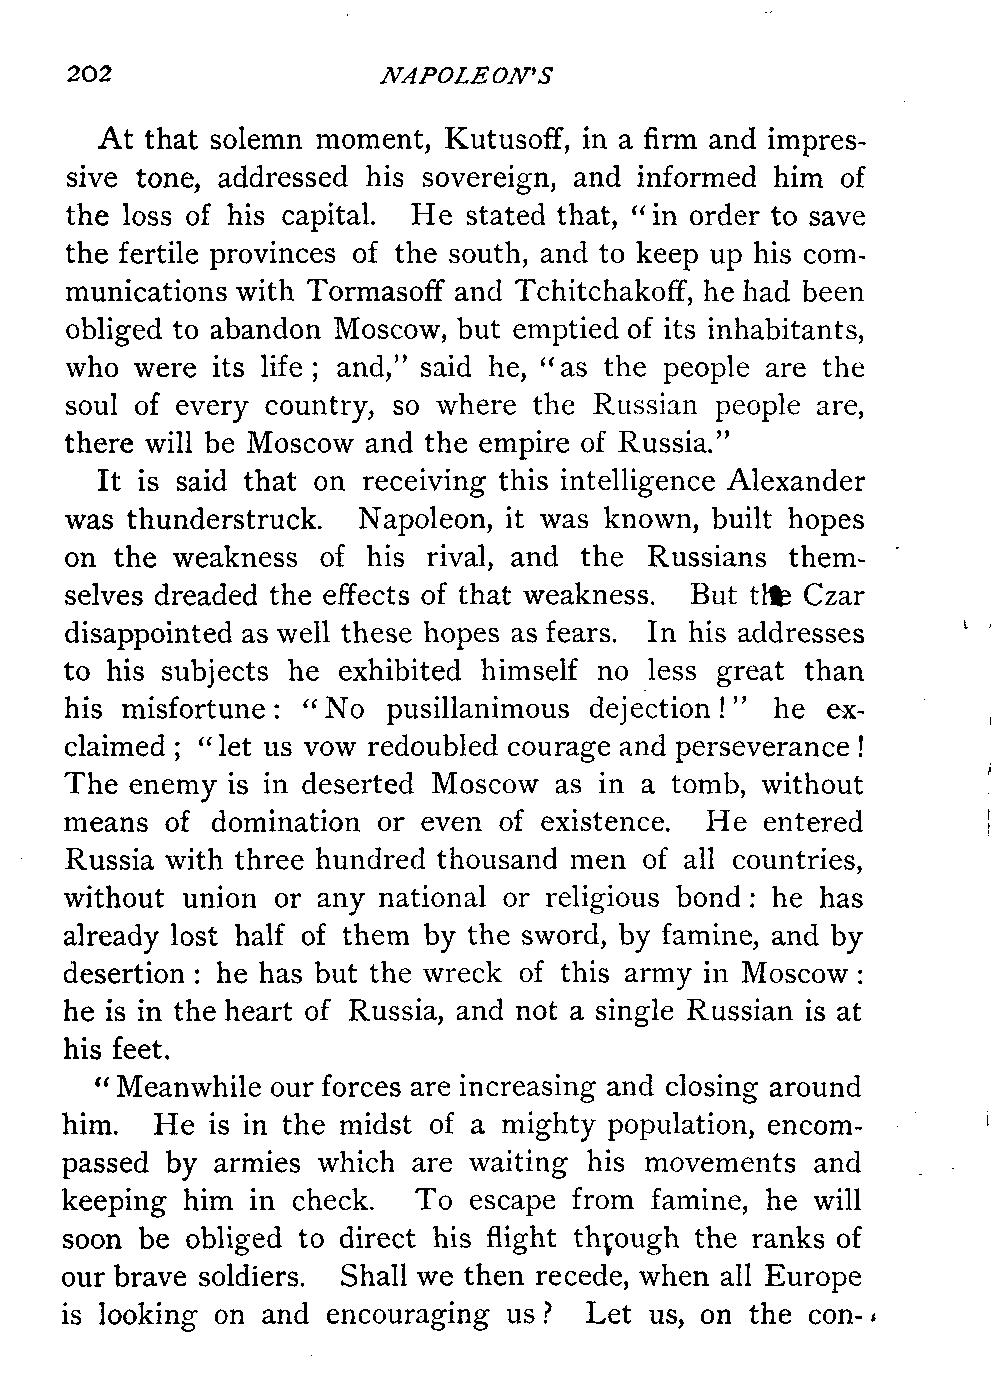 202 NAPOLEON'S
At that solemn moment, Kutusoff, in a firm and impres-
sive tone, addressed his sovereign, and informed him of
the loss of his capital. He stated that, "in order to save
the fertile provinces of the south, and to keep up his com-
munications with Tormasoff and Tchitchakoff, he had been
obliged to abandon Moscow, but emptied of its inhabitants,
who were its life; and," said he, "as the people are the
soul of every country, so where the Russian people are,
there will be Moscow and the empire of Russia."
It is said that on receiving this intelligence Alexander
was thunderstruck. Napoleon, it was known, built hopes
on the weakness of his rival, and the Russians them-
selves dreaded the effects of that weakness. But the Czar
disappointed as well these hopes as fears. In his addresses
to his subjects he exhibited himself no less great than
his misfortune: "No pusillanimous dejection!" he ex-
claimed; "let us vow redoubled courage and perseverance!
The enemy is in deserted Moscow as in a tomb, without
means of domination or even of existence. He entered
Russia with three hundred thousand men of all countries,
without union or any national or religious bond: he has
already lost half of them by the sword, by famine, and by
desertion: he has but the wreck of this army in Moscow:
he is in the heart of Russia, and not a single Russian is at
his feet.
"Meanwhile our forces are increasing and closing around
him. He is in the midst of a mighty population, encom-
passed by armies which are waiting his movements and
keeping him in check. To escape from famine, he will
soon be obliged to direct his flight through the ranks of
our brave soldiers. Shall we then recede, when all Europe
is looking on and encouraging us? Let us, on the con-